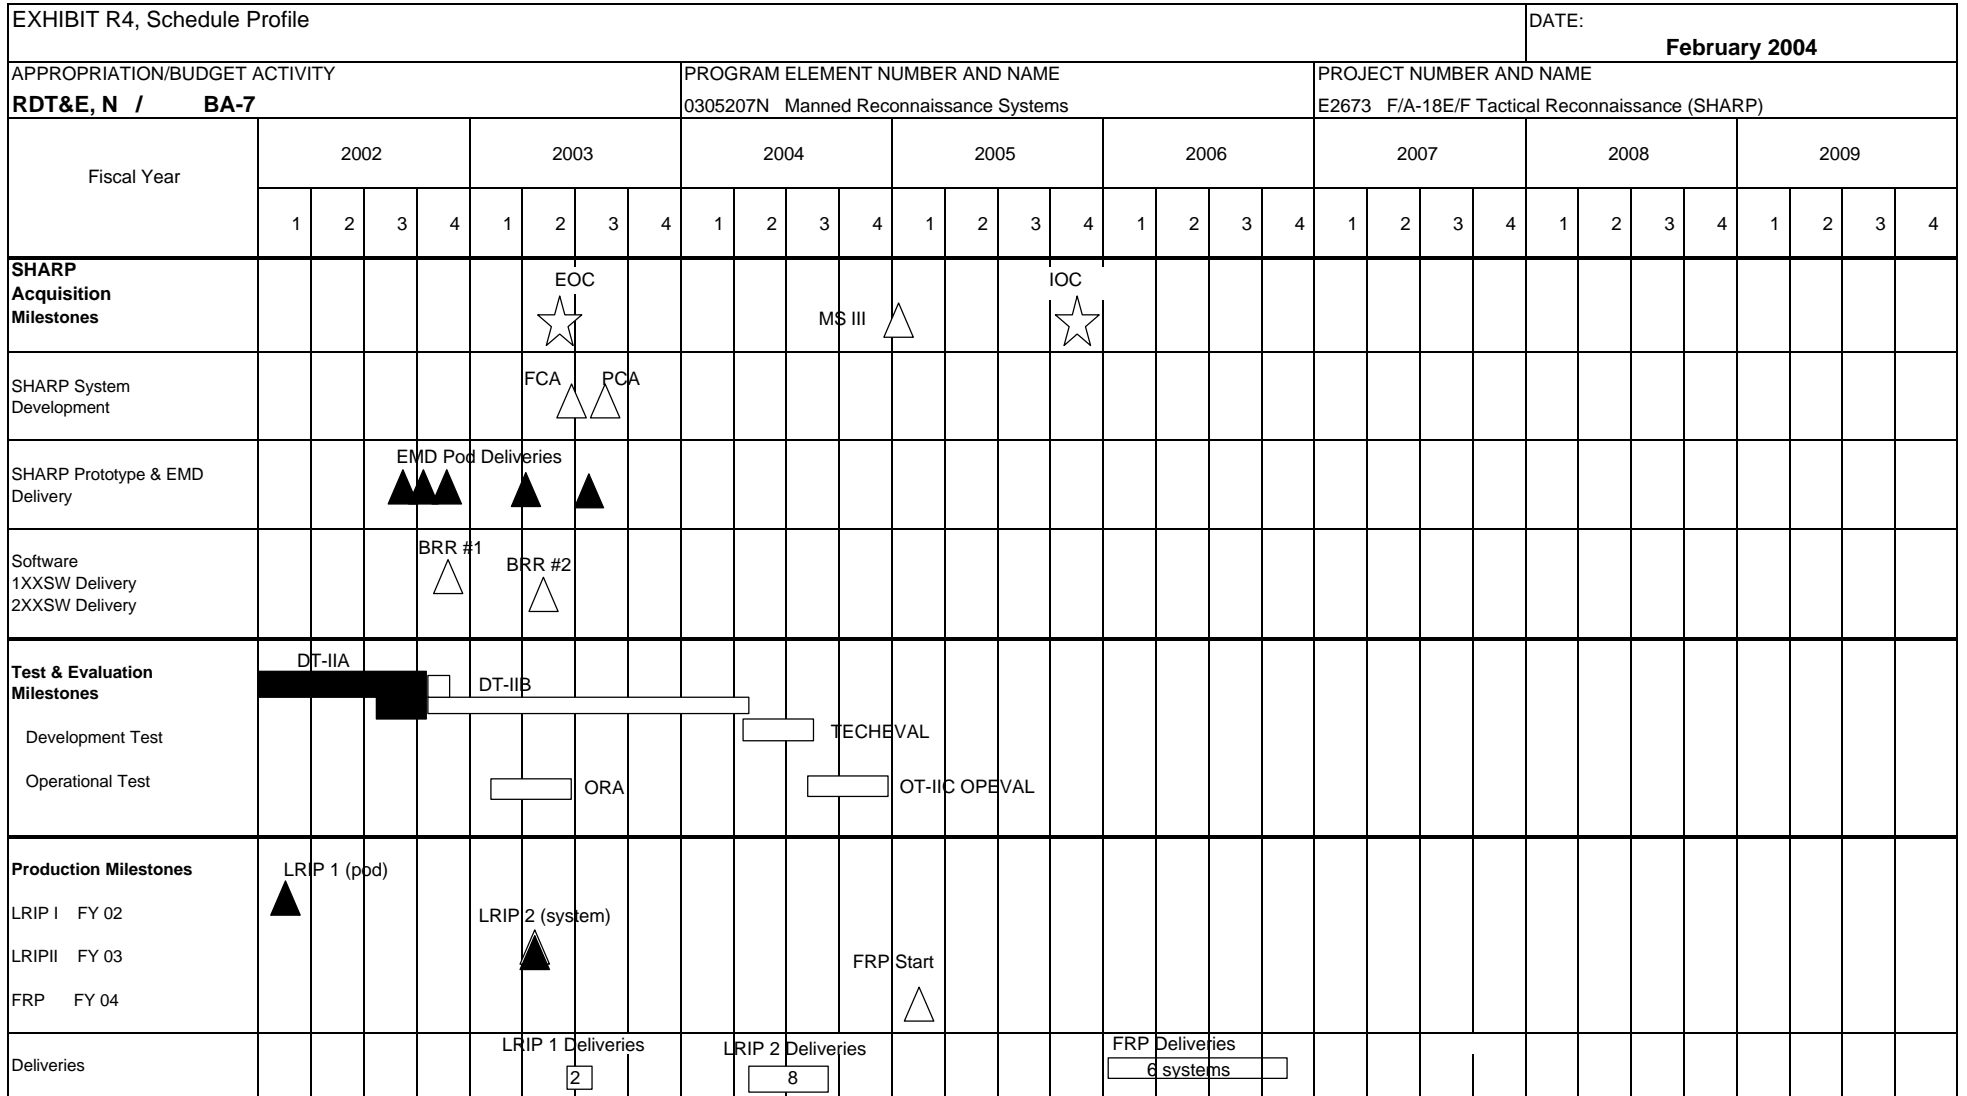 EXHIBIT R4, Schedule Profile
DATE:
February 2004
APPROPRIATION/BUDGET ACTIVITY
PROGRAM ELEMENT NUMBER AND NAME
PROJECT NUMBER AND NAME
RDT&E, N / BA-7
0305207N Manned Reconnaissance Systems
E2673 F/A-18E/F Tactical Reconnaissance (SHARP)
Fiscal Year
2002 2003 2004 2005 2006 2007 2008 2009
1 2 3 4 1 2 3 4 1 2 3 4 1 2 3 4 1 2 3 4 1 2 3 4 1 2 3 4 1 2 3 4
SHARP
Acquisition
Milestones
EOC
MS III
IOC
SHARP System
Development
FCA
PCA
SHARP Prototype & EMD
Delivery
EMD Pod Deliveries
Software
1XXSW Delivery
2XXSW Delivery
BRR #1
BRR #2
Test & Evaluation
Milestones
DT-IIA
DT-IIB
Development Test
TECHEVAL
Operational Test
ORA
OT-IIC OPEVAL
Production Milestones
LRIP 1 (pod)
LRIP I FY 02
LRIP 2 (system)
LRIPII FY 03
FRP Start
FRP FY 04
Deliveries
LRIP 1 Deliveries
2
LRIP 2 Deliveries
8
FRP Deliveries
6 systems